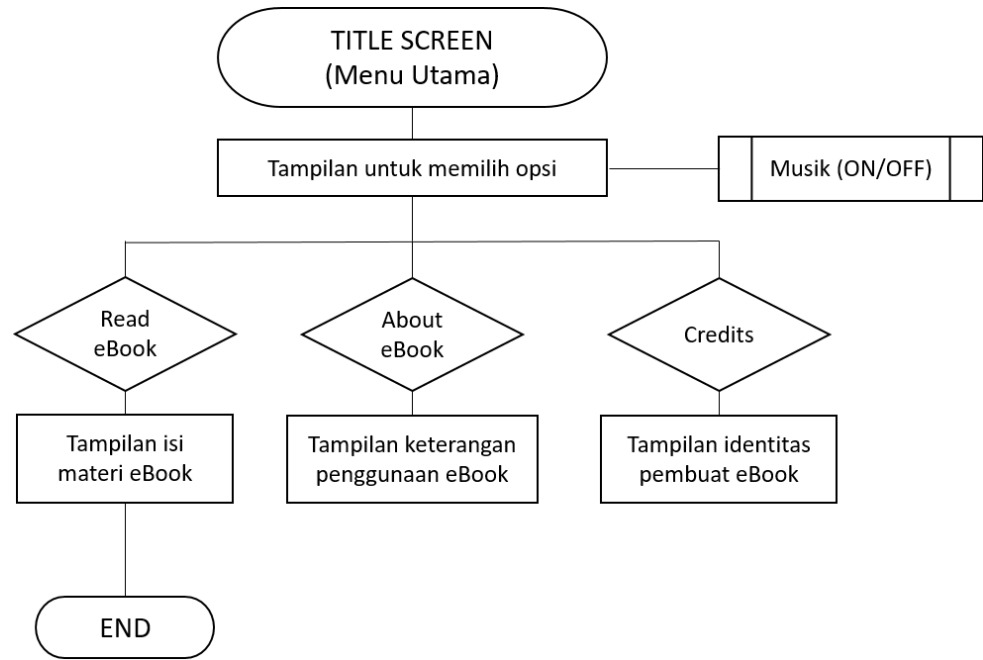 TITLE SCREEN
(Menu Utama)
Tampilan untuk memilih opsi
Musik (ON/OFF)
Read
eBook
About
eBook
Credits
Tampilan isi
materi eBook
Tampilan keterangan
penggunaan eBook
Tampilan identitas
pembuat eBook
END